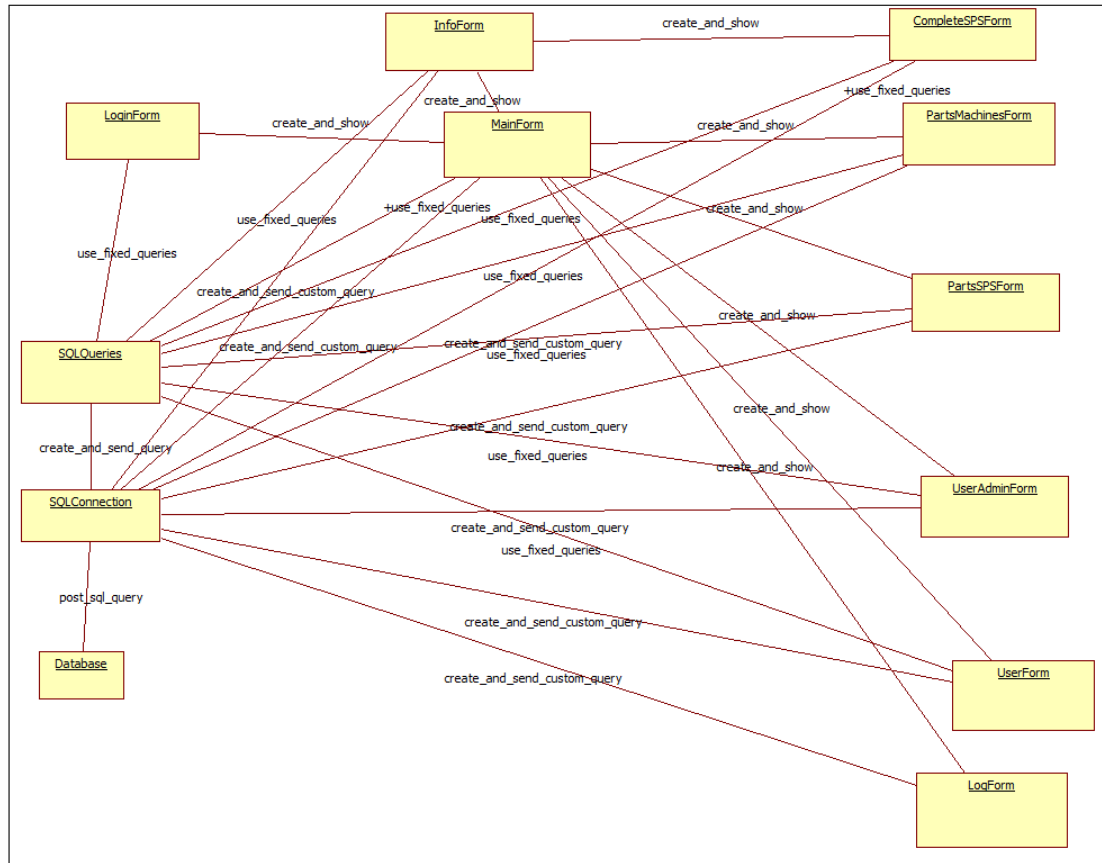 InfoForm
CompleteSPSForm
create_and_show
+use_fixed_queries
create_and_show
LoginForm
PartsMachinesForm
MainForm
create_and_show
create_and_show
use_fixed_queries
+use_fixed_queries
use_fixed_queries
create_and_show
use_fixed_queries
use_fixed_queries
PartsSPSForm
create_and_send_custom_query
create_and_show
SQLQueries
create_and_send_custom_query
create_and_send_custom_query
use_fixed_queries
create_and_show
create_and_send_custom_query
create_and_send_query
use_fixed_queries
create_and_show
SQLConnection
UserAdminForm
create_and_send_custom_query
use_fixed_queries
post_sql_query
create_and_send_custom_query
Database
UserForm
create_and_send_custom_query
LogForm